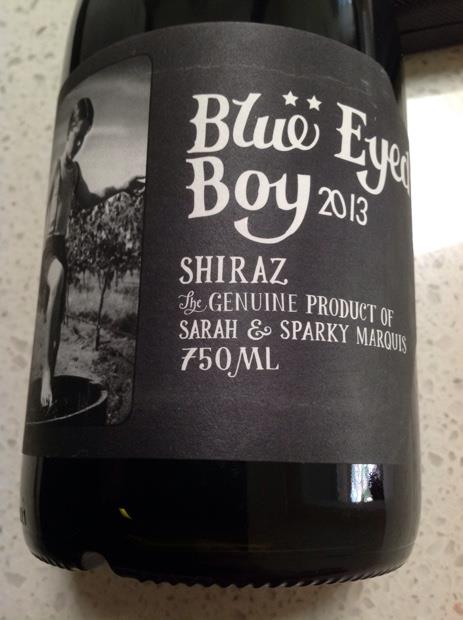 Blue Eyed
Boy 2013
SHIRAZ
The GENUINE PRODUCT OF
SARAH & SPARKY MARQUIS
750ML